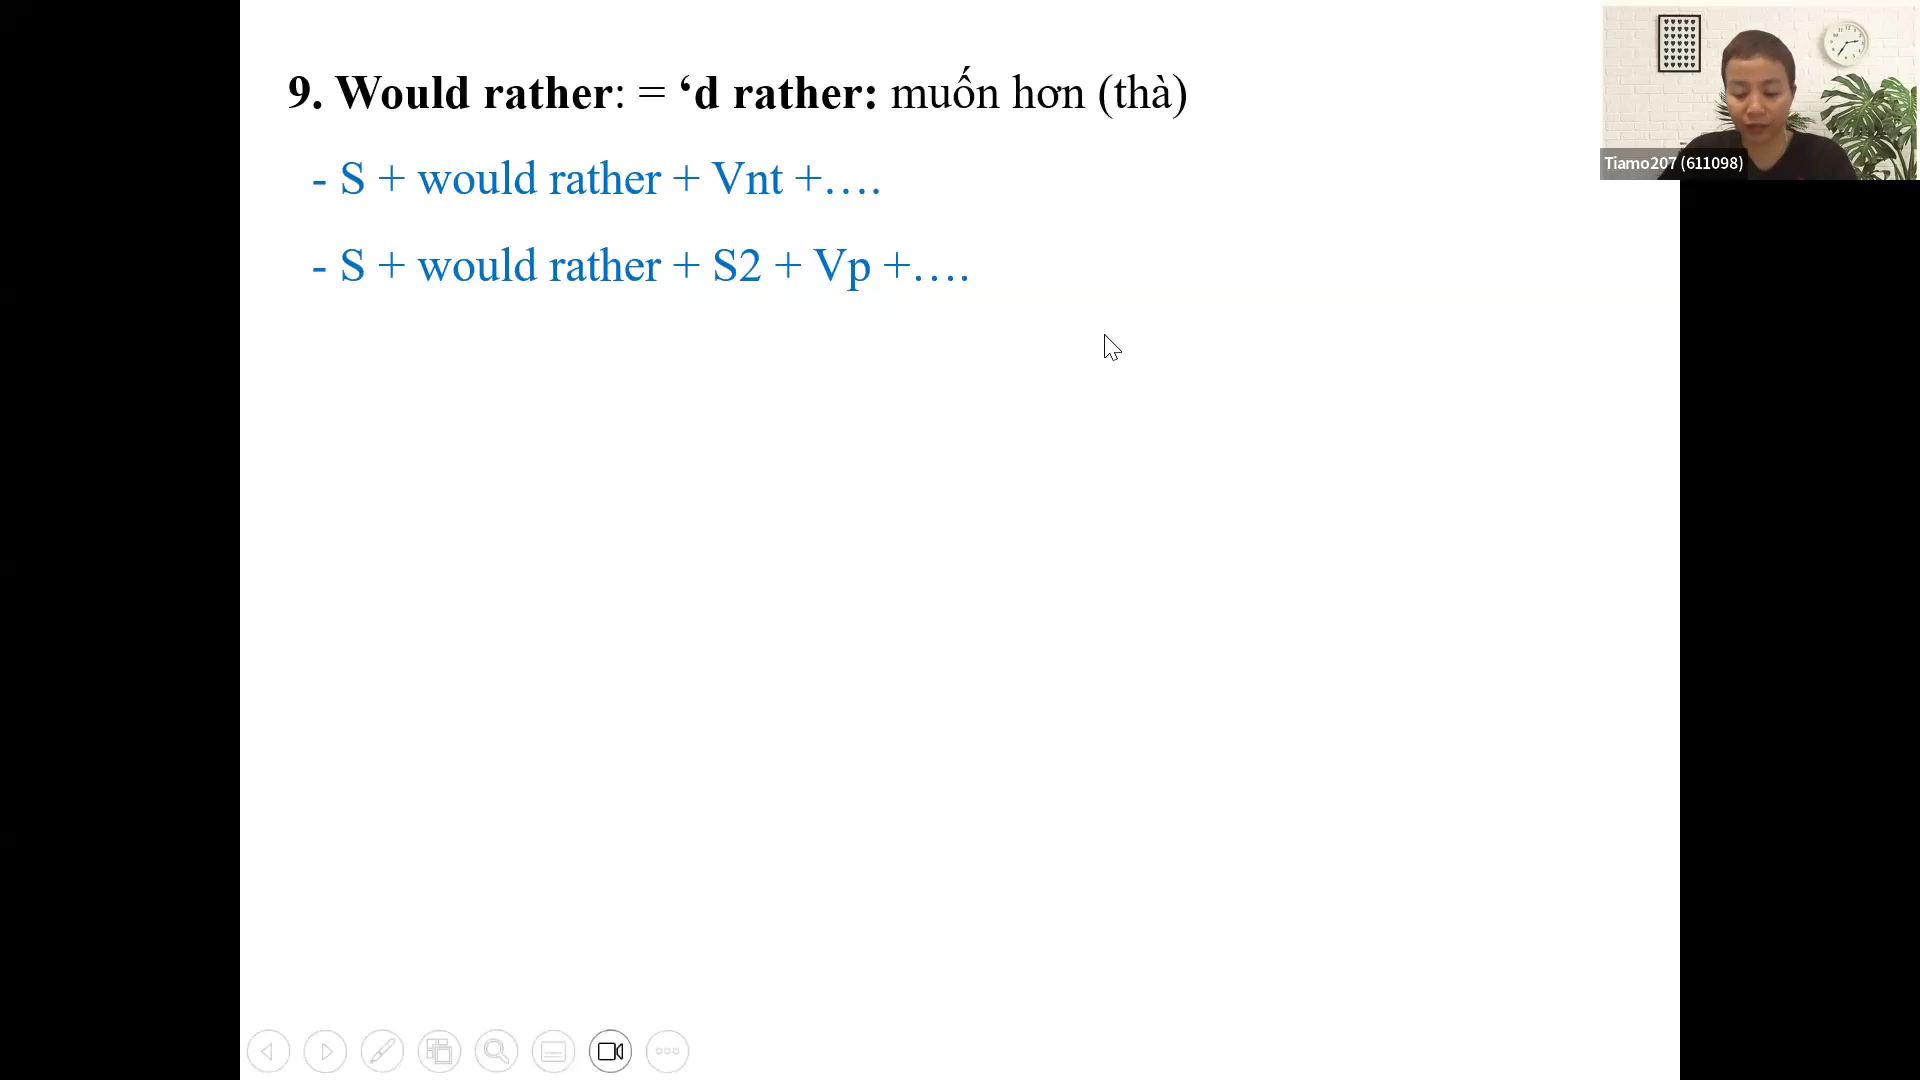 9. Would rather: = ‘d rather: muốn hơn (thà)
- S + would rather + Vnt +….
- S + would rather + S2 + Vp +….
Tiamo207 (611098)